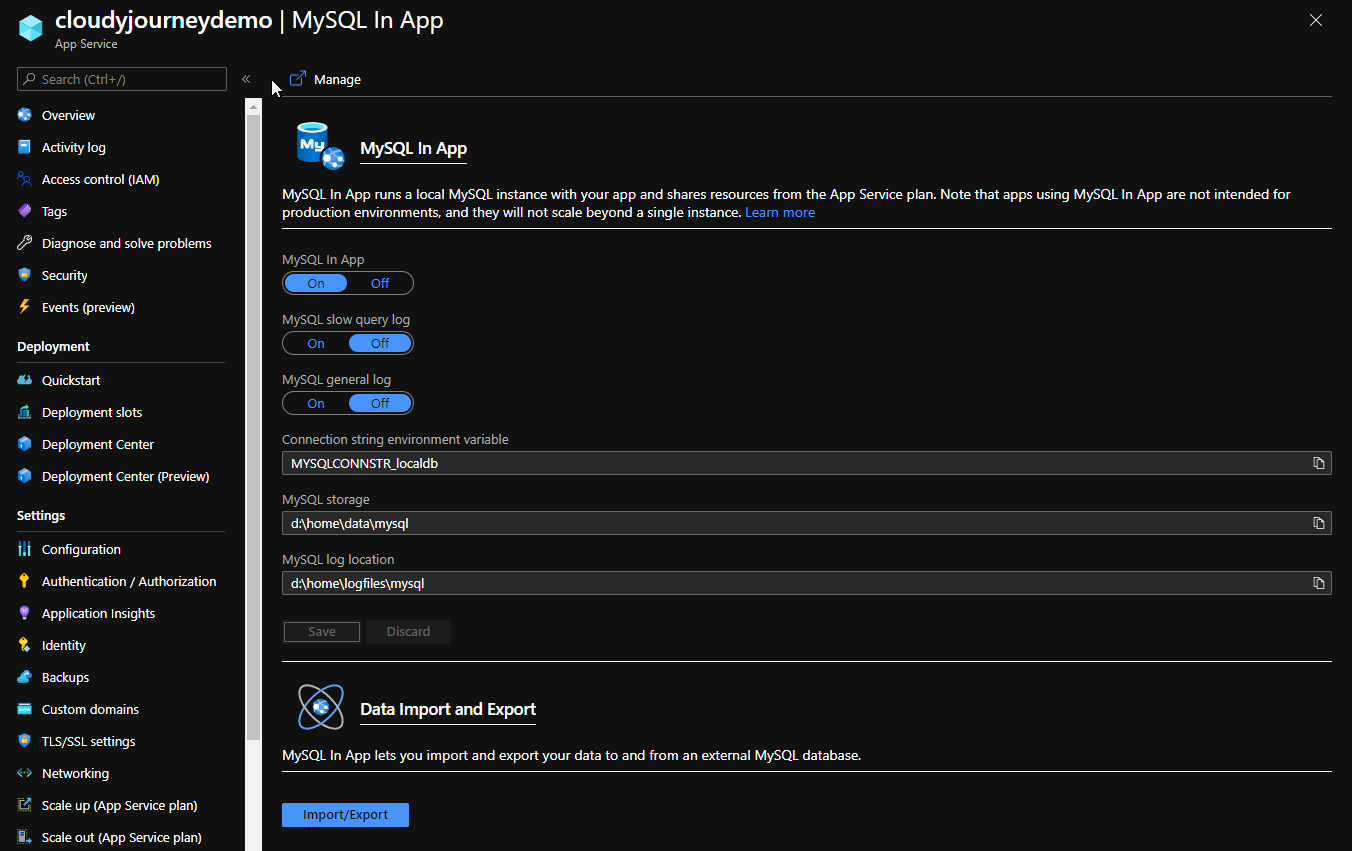 cloudyjourneydemo | MySQL In App
App Service
Search (Ctrl+/)
«
Overview
Activity log
Access control (IAM)
Tags
Diagnose and solve problems
Security
Events (preview)
Deployment
Quickstart
Deployment slots
Deployment Center
Deployment Center (Preview)
Settings
Configuration
Authentication / Authorization
Application Insights
Identity
Backups
Custom domains
TLS/SSL settings
Networking
Scale up (App Service plan)
Scale out (App Service plan)
Manage
My
MySQL In App
MySQL In App runs a local MySQL instance with your app and shares resources from the App Service plan. Note that apps using MySQL In App are not intended for
production environments, and they will not scale beyond a single instance. Learn more
MySQL In App
On Off
MySQL slow query log
On Off
MySQL general log
On Off
Connection string environment variable
MYSQLCONNSTR_localdb
MySQL storage
d:\home\data\mysql
MySQL log location
d:\home\logfiles\mysql
Save Discard
Data Import and Export
MySQL In App lets you import and export your data to and from an external MySQL database.
Import/Export